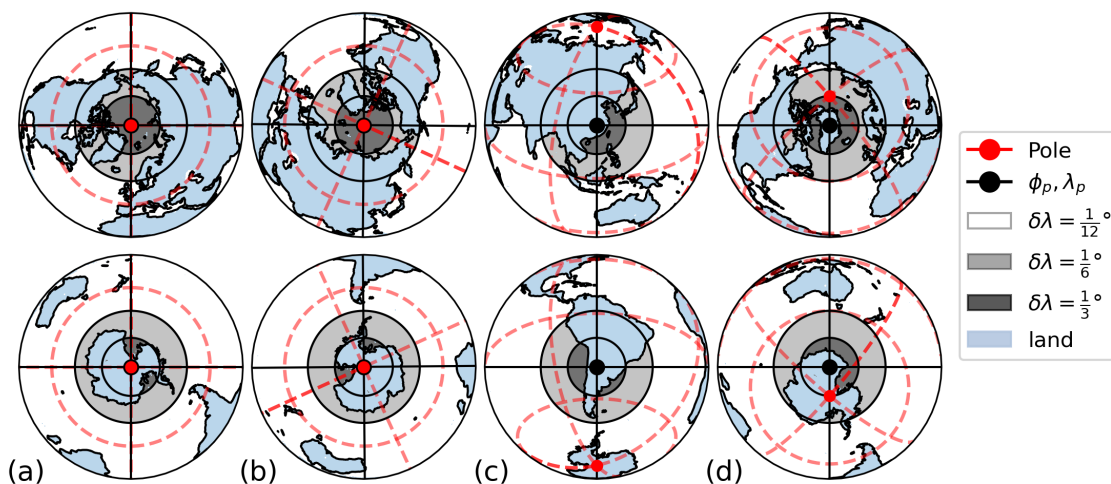 Pole
ϕₚ, λₚ
δλ = 1/12°
δλ = 1/6°
δλ = 1/3°
land
(a) (b) (c) (d)